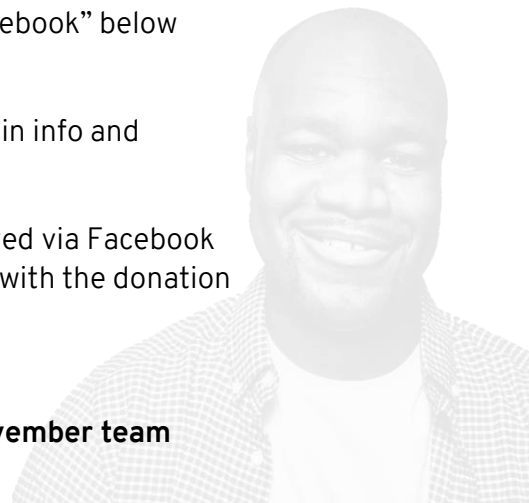 ebook” below
in info and
ed via Facebook
with the donation
vember team